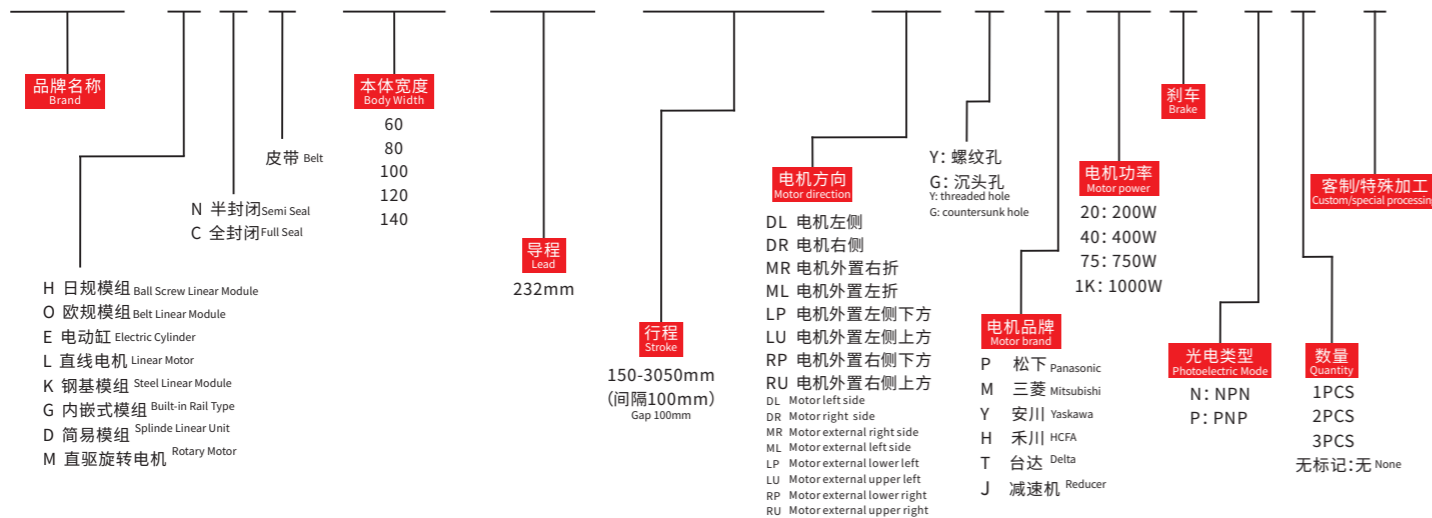 品牌名称
Brand
H 日规模组 Ball Screw Linear Module
O 欧规模组 Belt Linear Module
E 电动缸 Electric Cylinder
L 直线电机 Linear Motor
K 钢基模组 Steel Linear Module
G 内嵌式模组 Built-in Rail Type
D 简易模组 Splinde Linear Unit
M 直驱旋转电机 Rotary Motor
N 半封闭 Semi Seal
C 全封闭 Full Seal
皮带 Belt
本体宽度
Body Width
60
80
100
120
140
导程
Lead
232mm
行程
Stroke
150-3050mm
（间隔100mm）
Gap 100mm
电机方向
Motor direction
DL 电机左侧
DR 电机右侧
MR 电机外置右折
ML 电机外置左折
LP 电机外置左侧下方
LU 电机外置左侧上方
RP 电机外置右侧下方
RU 电机外置右侧上方
DL Motor left side
DR Motor right side
MR Motor external right side
ML Motor external left side
LP Motor external lower left
LU Motor external upper left
RP Motor external lower right
RU Motor external upper right
Y：螺纹孔
G：沉头孔
Y: threaded hole
G: countersunk hole
电机品牌
Motor brand
P 松下 Panasonic
M 三菱 Mitsubishi
Y 安川 Yaskawa
H 禾川 HCFA
T 台达 Delta
J 减速机 Reducer
电机功率
Motor power
20：200W
40：400W
75：750W
1K：1000W
刹车
Brake
光电类型
Photoelectric Mode
N：NPN
P：PNP
数量
Quantity
1PCS
2PCS
3PCS
无标记：无 None
客制/特殊加工
Custom/special processing